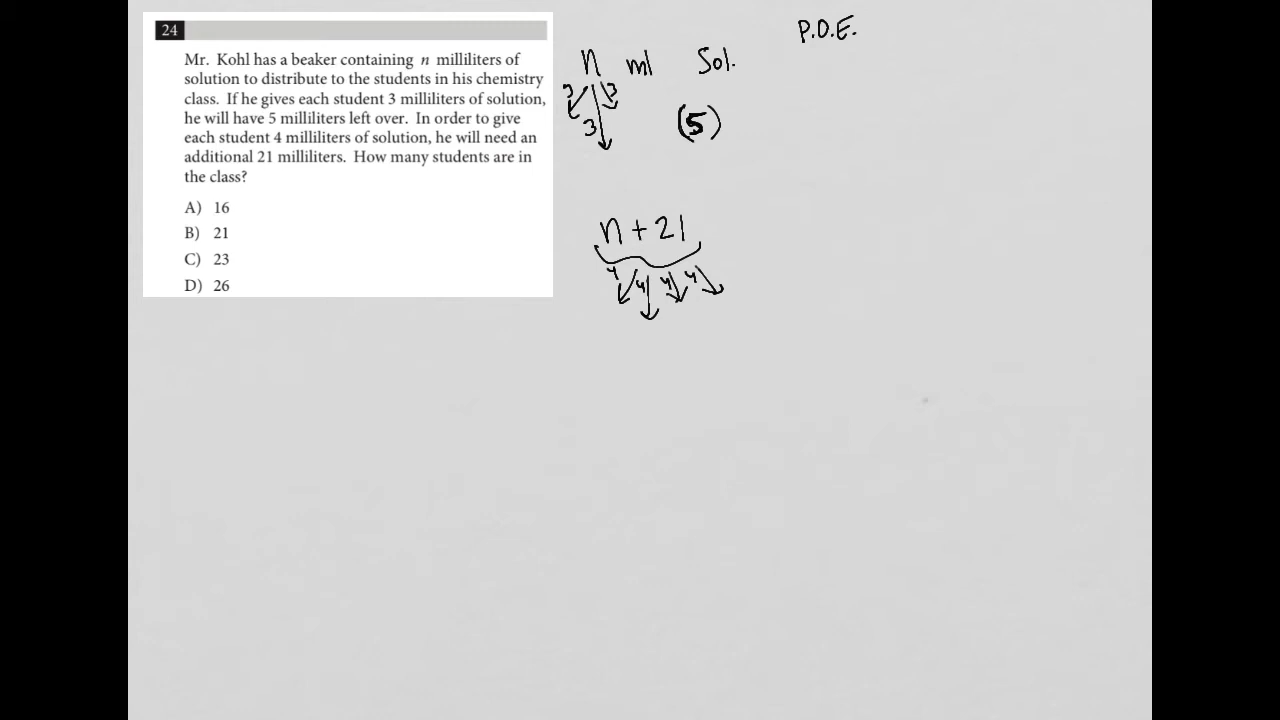 24
Mr. Kohl has a beaker containing n milliliters of
solution to distribute to the students in his chemistry
class. If he gives each student 3 milliliters of solution,
he will have 5 milliliters left over. In order to give
each student 4 milliliters of solution, he will need an
additional 21 milliliters. How many students are in
the class?
A) 16
B) 21
C) 23
D) 26
P.O.E.
n ml Sol.
3 3
3 (5)
n + 21
4 4 4 4